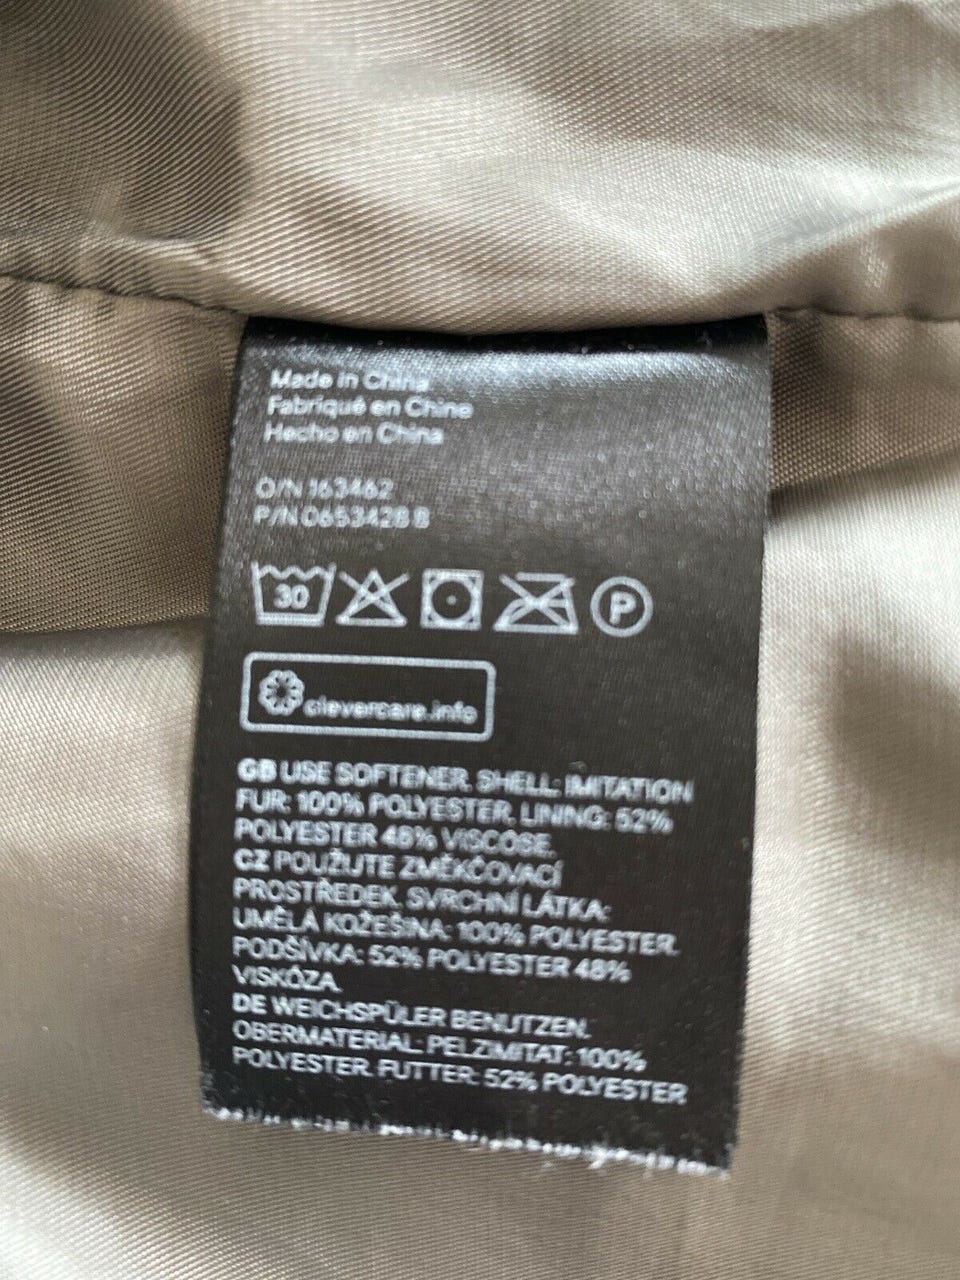 Made in China
Fabriqué en Chine
Hecho en China
O/N 163462
P/N 0653428 B
30
P
clevercare.info
GB USE SOFTENER. SHELL: IMITATION
FUR: 100% POLYESTER. LINING: 52%
POLYESTER 48% VISCOSE.
CZ POUŽIJTE ZMĚKČOVACÍ
PROSTŘEDEK. SVRCHNÍ LÁTKA:
UMĚLÁ KOŽEŠINA: 100% POLYESTER.
PODŠÍVKA: 52% POLYESTER 48%
VISKÓZA.
DE WEICHSPÜLER BENUTZEN.
OBERMATERIAL: PELZIMITAT: 100%
POLYESTER. FUTTER: 52% POLYESTER